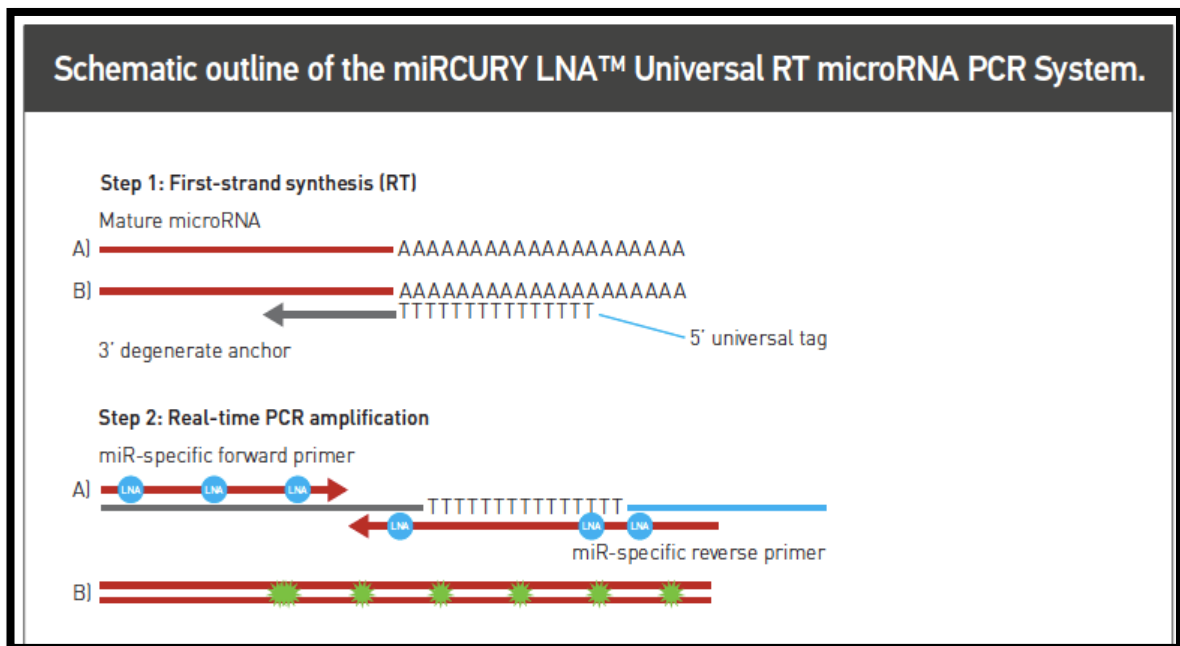 Schematic outline of the miRCURY LNA™ Universal RT microRNA PCR System.
Step 1: First-strand synthesis (RT)
Mature microRNA
A) AAAAAAAAAAAAAAAAAAAA
B) AAAAAAAAAAAAAAAAAAAA
TTTTTTTTTTTTTTT
5' universal tag
3' degenerate anchor
Step 2: Real-time PCR amplification
miR-specific forward primer
A) LNA LNA LNA
TTTTTTTTTTTTTTT
LNA LNA LNA
miR-specific reverse primer
B)